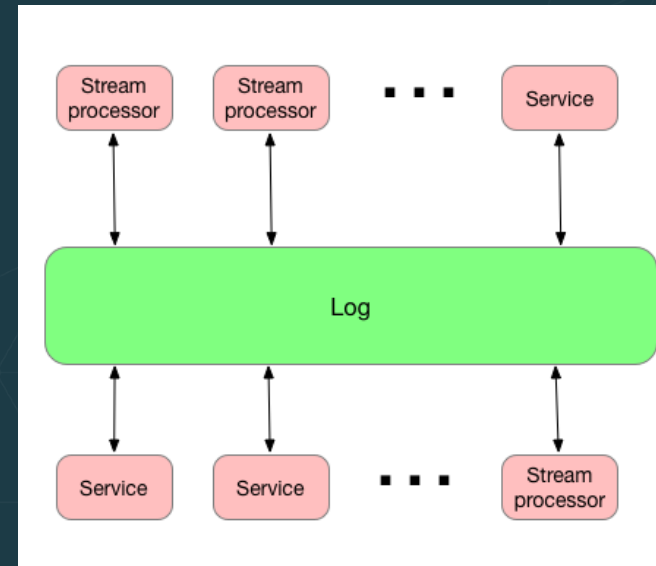 Stream
processor
Stream
processor
Service
Log
Service
Service
Stream
processor